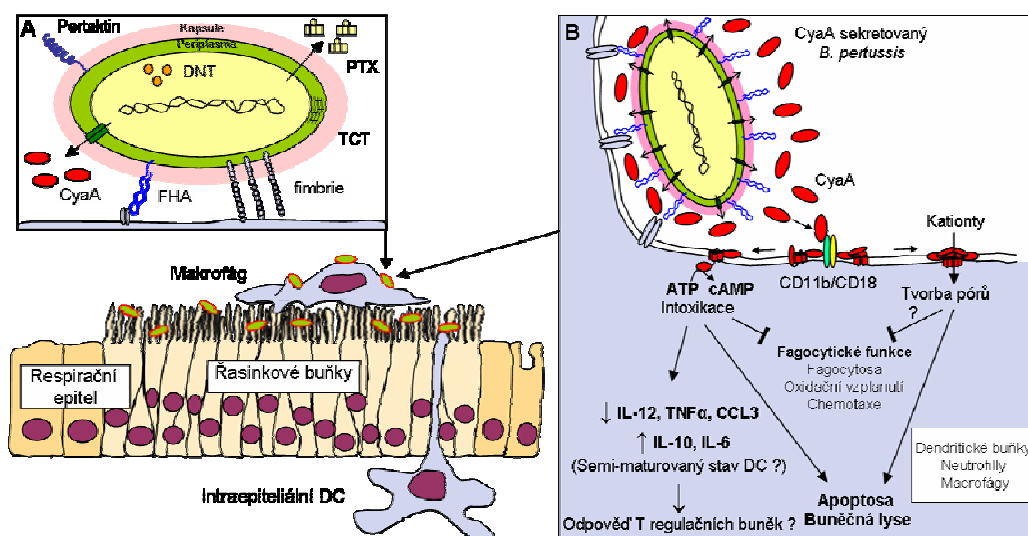 A
Pertaktin
Kapsule
Periplasma
DNT
PTX
TCT
CyaA
FHA
fimbrie
Makrofág
Respirační
epitel
Řasinkové buňky
Intraepiteliální DC
B
CyaA sekretovaný
B. pertussis
CyaA
Kationty
CD11b/CD18
ATP cAMP
Intoxikace
Tvorba pórů
?
Fagocytické funkce
Fagocytosa
Oxidační vzplanutí
Chemotaxe
↓ IL-12, TNFα, CCL3
↑ IL-10, IL-6
(Semi-maturovaný stav DC ?)
Odpověď T regulačních buněk ?
Apoptosa
Buněčná lyse
Dendritické buňky
Neutrofily
Macrofágy